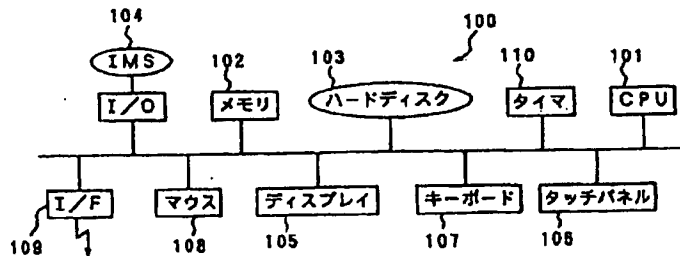 104
100
102
103
110
101
IMS
I/O
メモリ
ハードディスク
タイマ
CPU
I/F
マウス
ディスプレイ
キーボード
タッチパネル
109
108
105
107
106